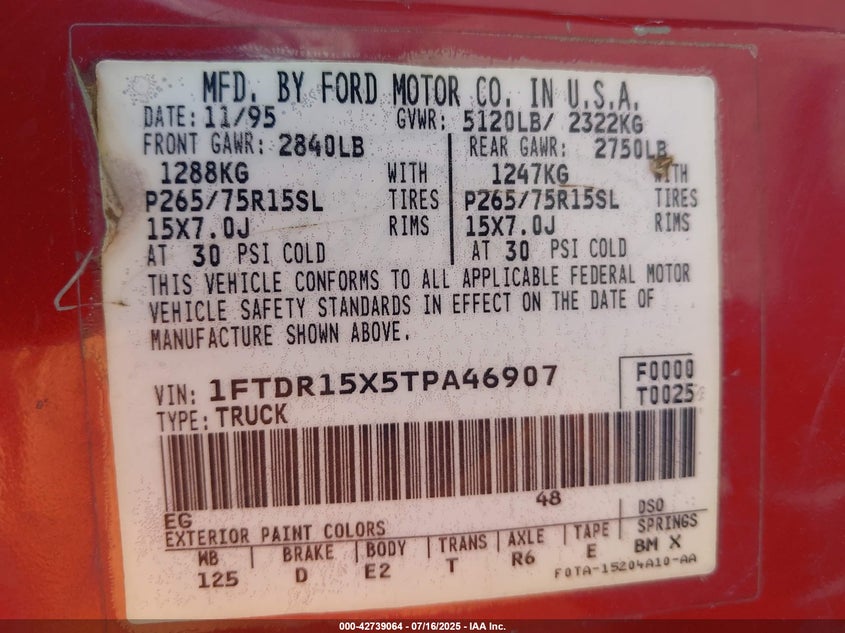 MFD. BY FORD MOTOR CO. IN U.S.A.
DATE: 11/95 GVWR: 5120LB/ 2322KG
FRONT GAWR: 2840LB REAR GAWR: 2750LB
1288KG WITH 1247KG WITH
P265/75R15SL TIRES P265/75R15SL TIRES
15X7.0J RIMS 15X7.0J RIMS
AT 30 PSI COLD AT 30 PSI COLD
THIS VEHICLE CONFORMS TO ALL APPLICABLE FEDERAL MOTOR
VEHICLE SAFETY STANDARDS IN EFFECT ON THE DATE OF
MANUFACTURE SHOWN ABOVE.
VIN: 1FTDR15X5TPA46907 F0000
TYPE: TRUCK T0025
48
EG DSO
EXTERIOR PAINT COLORS
WB BRAKE BODY TRANS AXLE TAPE SPRINGS
125 D E2 T R6 E BM X
F0TA-15204A10-AA
000-42739064 - 07/16/2025 - IAA Inc.